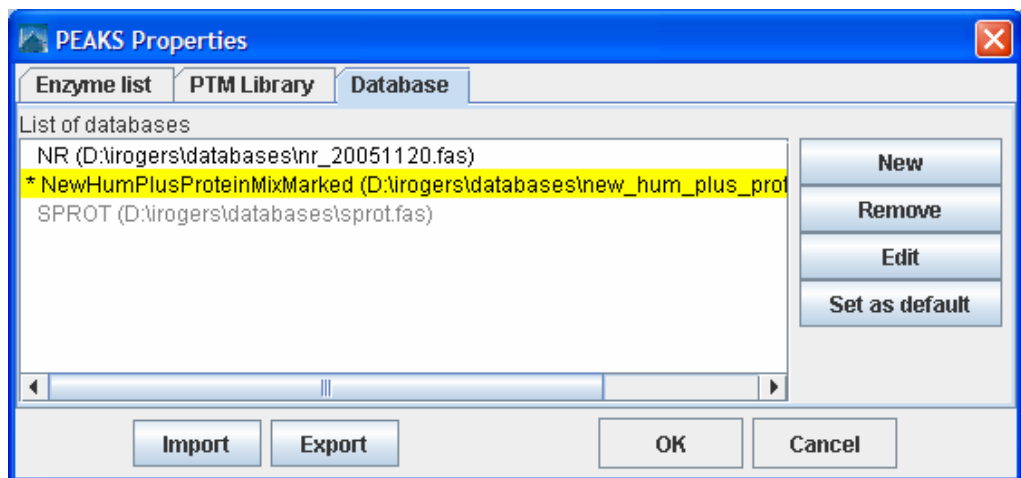 PEAKS Properties
Enzyme list PTM Library Database
List of databases
NR (D:\irogers\databases\nr_20051120.fas)
* NewHumPlusProteinMixMarked (D:\irogers\databases\new_hum_plus_prot
SPROT (D:\irogers\databases\sprot.fas)
New
Remove
Edit
Set as default
Import Export OK Cancel